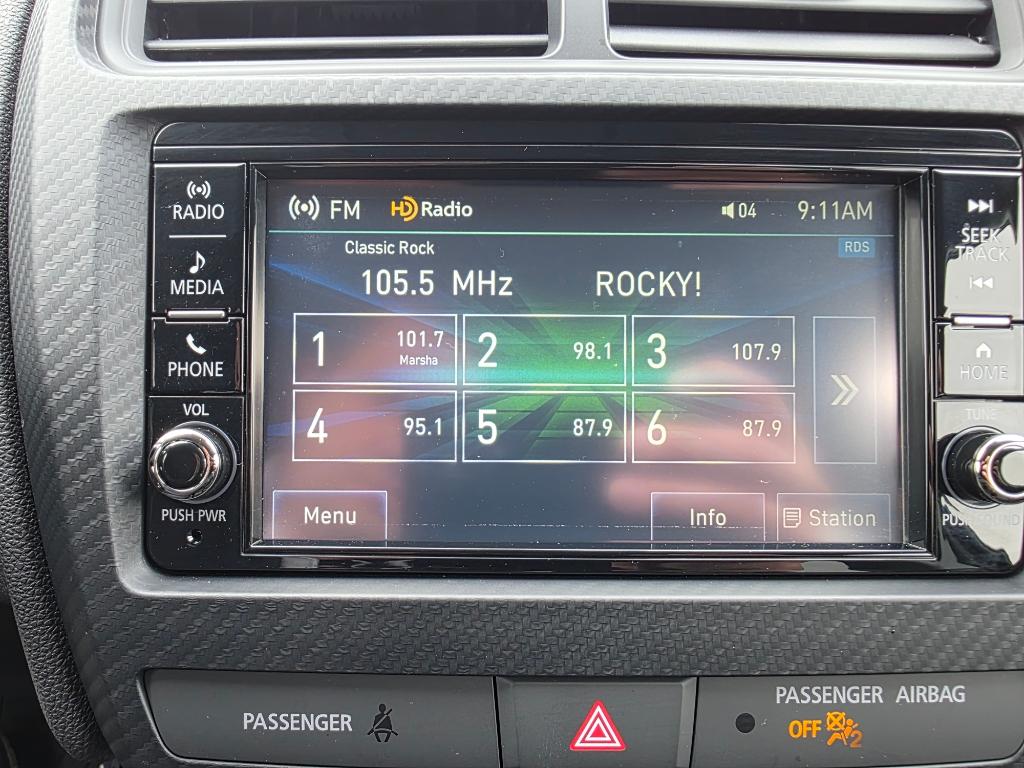 RADIO
MEDIA
PHONE
VOL
PUSH PWR
FM HD Radio 04 9:11AM
Classic Rock RDS
105.5 MHz ROCKY!
1 101.7 Marsha
2 98.1
3 107.9
4 95.1
5 87.9
6 87.9
Menu Info Station
SEEK
TRACK
HOME
TUNE
PUSH SOUND
PASSENGER
PASSENGER AIRBAG
OFF 2